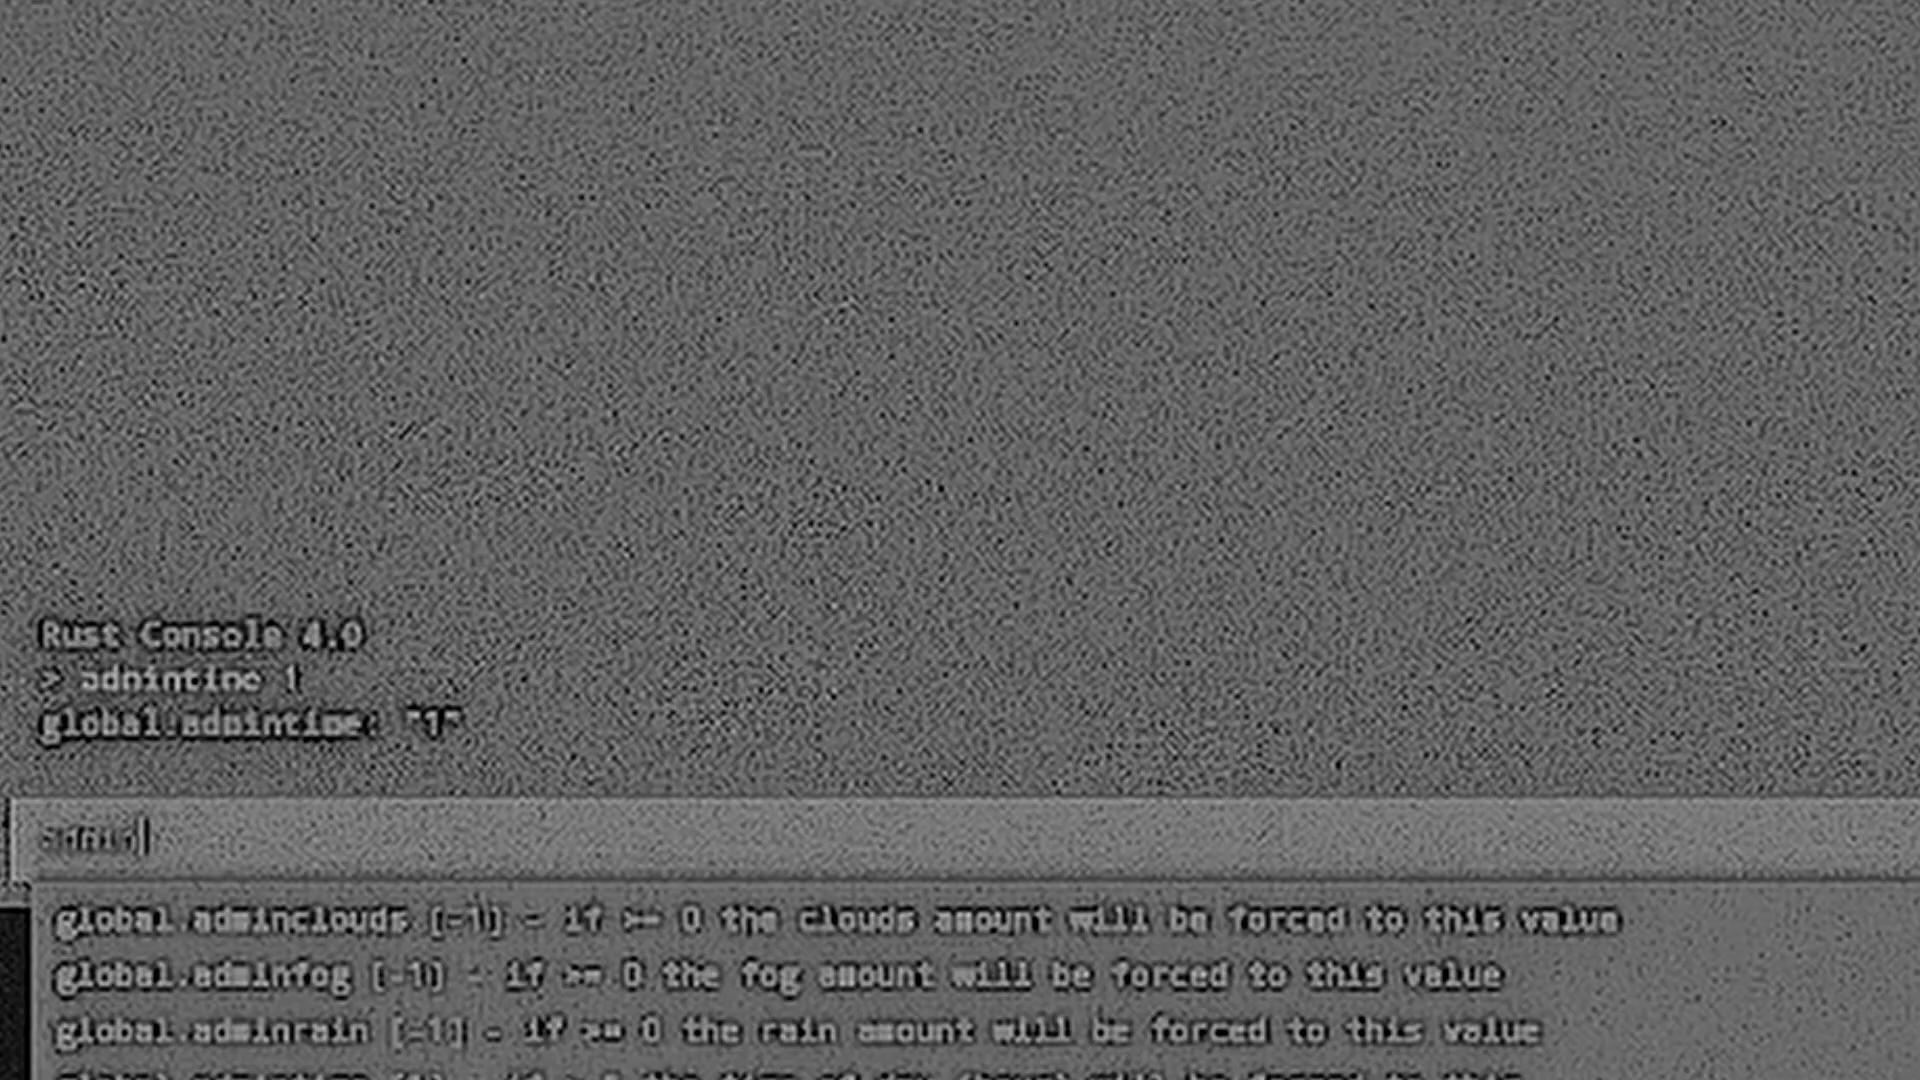 Rust Console 4.0
> admintime 1
global.admintime: "1"
admin
global.adminclouds [-1] - if >= 0 the clouds amount will be forced to this value
global.adminfog [-1] - if >= 0 the fog amount will be forced to this value
global.adminrain [-1] - if >= 0 the rain amount will be forced to this value